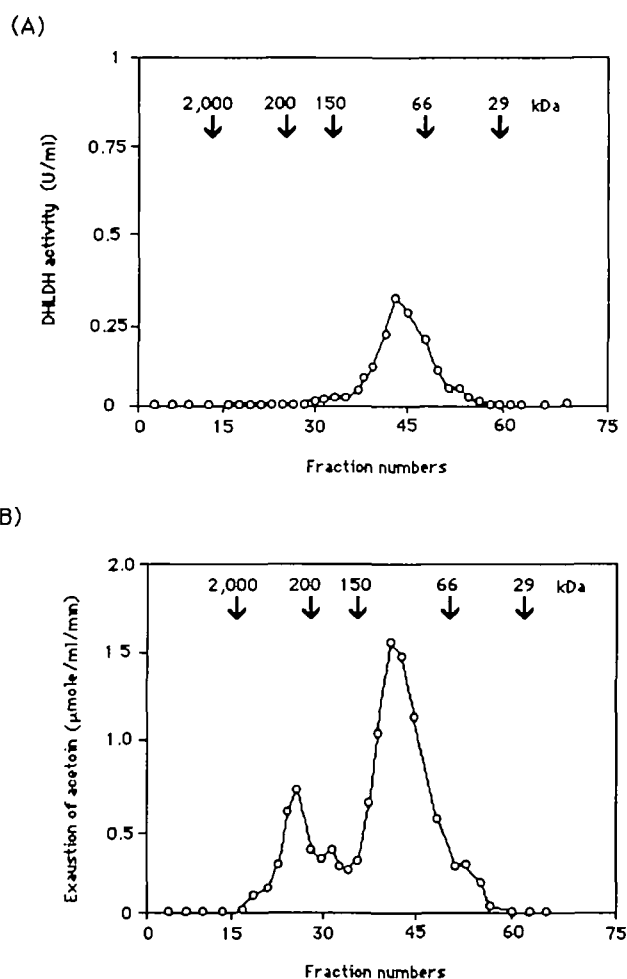 (A)
1
2,000 200 150 66 29 kDa
0.75
0.5
0.25
0
DHLDH activity (U/ml)
0 15 30 45 60 75
Fraction numbers
B)
2.0
2,000 200 150 66 29 kDa
1 5
1.0
0.5
0
Exaustion of acetoin (μmole/ml/min)
0 15 30 45 60 75
Fraction numbers